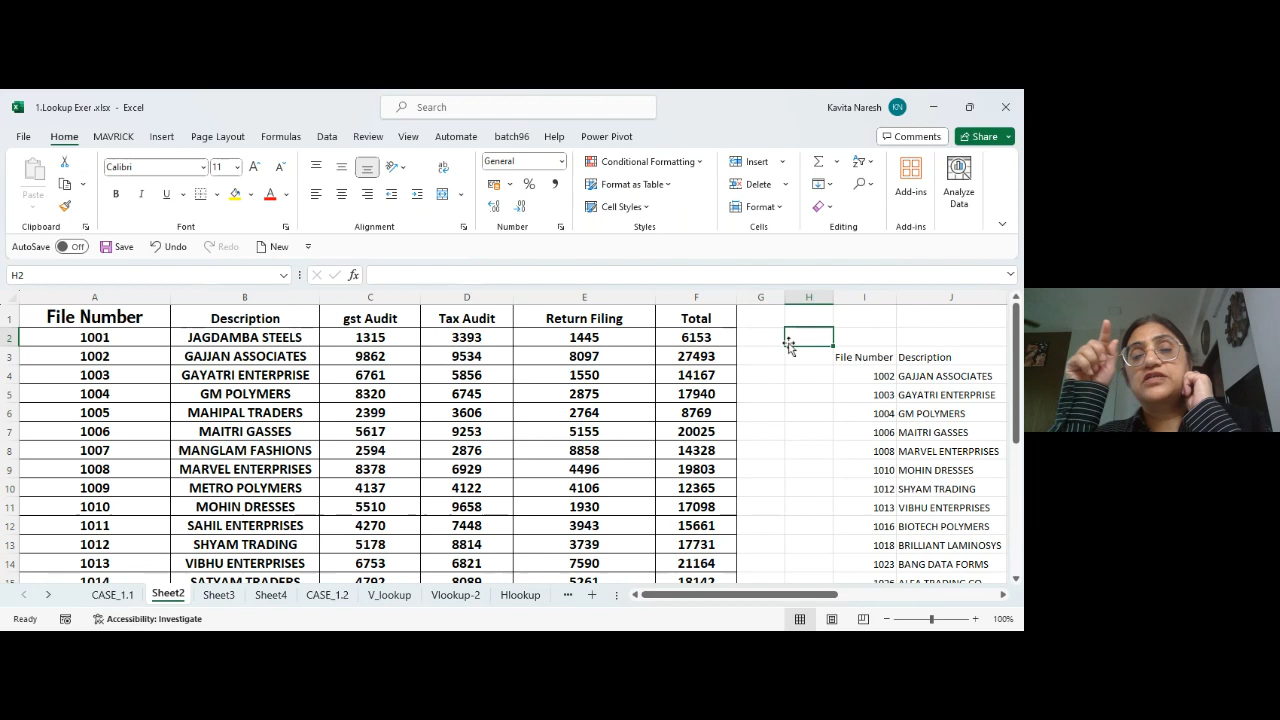 1.Lookup Exer .xlsx - Excel
Search
Kavita Naresh KN
File Home MAVRICK Insert Page Layout Formulas Data Review View Automate batch96 Help Power Pivot Comments Share
Paste
Calibri 11
B I U
General
Conditional Formatting
Format as Table
Cell Styles
Insert
Delete
Format
Add-ins
Analyze
Data
Clipboard Font Alignment Number Styles Cells Editing Add-ins
AutoSave Off Save Undo Redo New
H2 fx
A B C D E F G H I J
1 File Number Description gst Audit Tax Audit Return Filing Total
2 1001 JAGDAMBA STEELS 1315 3393 1445 6153
3 1002 GAJJAN ASSOCIATES 9862 9534 8097 27493 File Number Description
4 1003 GAYATRI ENTERPRISE 6761 5856 1550 14167 1002 GAJJAN ASSOCIATES
5 1004 GM POLYMERS 8320 6745 2875 17940 1003 GAYATRI ENTERPRISE
6 1005 MAHIPAL TRADERS 2399 3606 2764 8769 1004 GM POLYMERS
7 1006 MAITRI GASSES 5617 9253 5155 20025 1006 MAITRI GASSES
8 1007 MANGLAM FASHIONS 2594 2876 8858 14328 1008 MARVEL ENTERPRISES
9 1008 MARVEL ENTERPRISES 8378 6929 4496 19803 1010 MOHIN DRESSES
10 1009 METRO POLYMERS 4137 4122 4106 12365 1012 SHYAM TRADING
11 1010 MOHIN DRESSES 5510 9658 1930 17098 1013 VIBHU ENTERPRISES
12 1011 SAHIL ENTERPRISES 4270 7448 3943 15661 1016 BIOTECH POLYMERS
13 1012 SHYAM TRADING 5178 8814 3739 17731 1018 BRILLIANT LAMINOSYS
14 1013 VIBHU ENTERPRISES 6753 6821 7590 21164 1023 BANG DATA FORMS
15 1014 SATYAM TRADERS 4792 8089 5261 18142 1026 ALFA TRADING CO
CASE_1.1 Sheet2 Sheet3 Sheet4 CASE_1.2 V_lookup Vlookup-2 Hlookup
Ready Accessibility: Investigate 100%